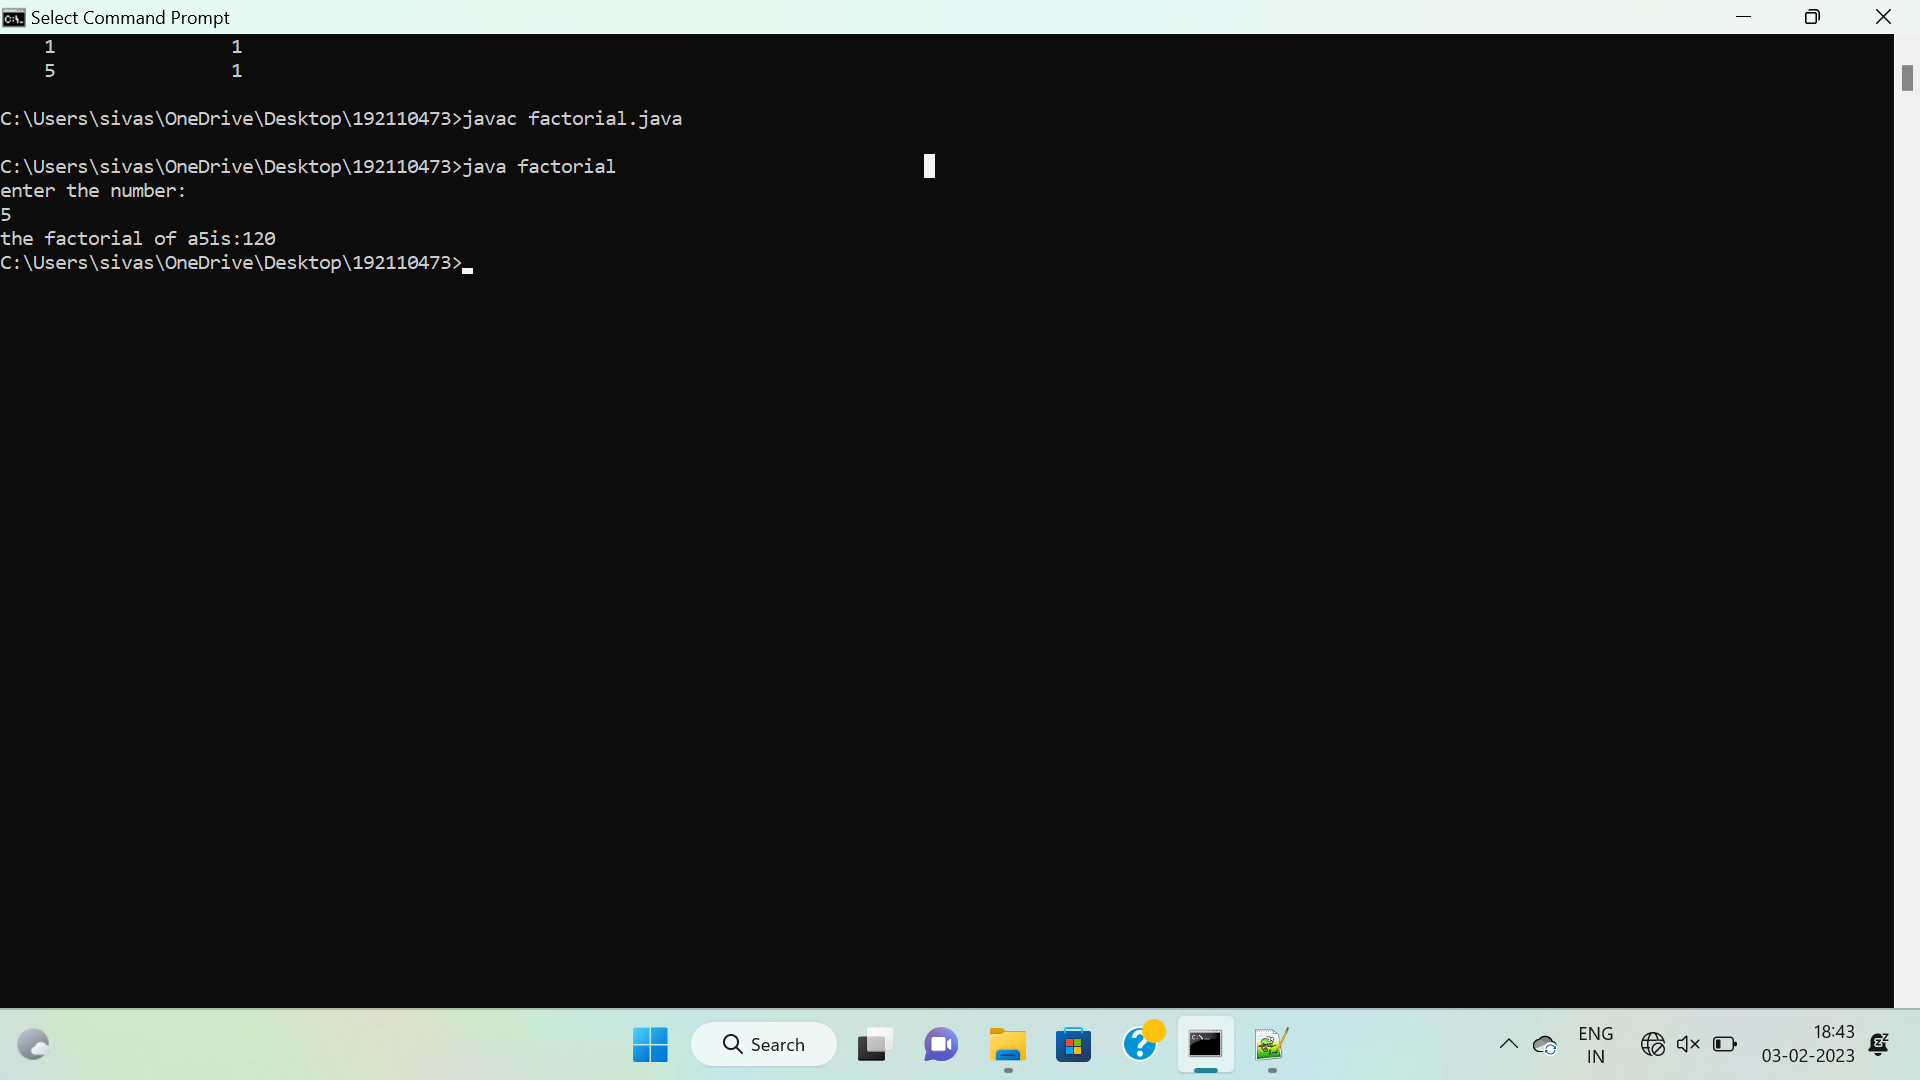 Select Command Prompt
1 1
5 1
C:\Users\sivas\OneDrive\Desktop\192110473>javac factorial.java
C:\Users\sivas\OneDrive\Desktop\192110473>java factorial
enter the number:
5
the factorial of a5is:120
C:\Users\sivas\OneDrive\Desktop\192110473>
Search
ENG
IN
18:43
03-02-2023